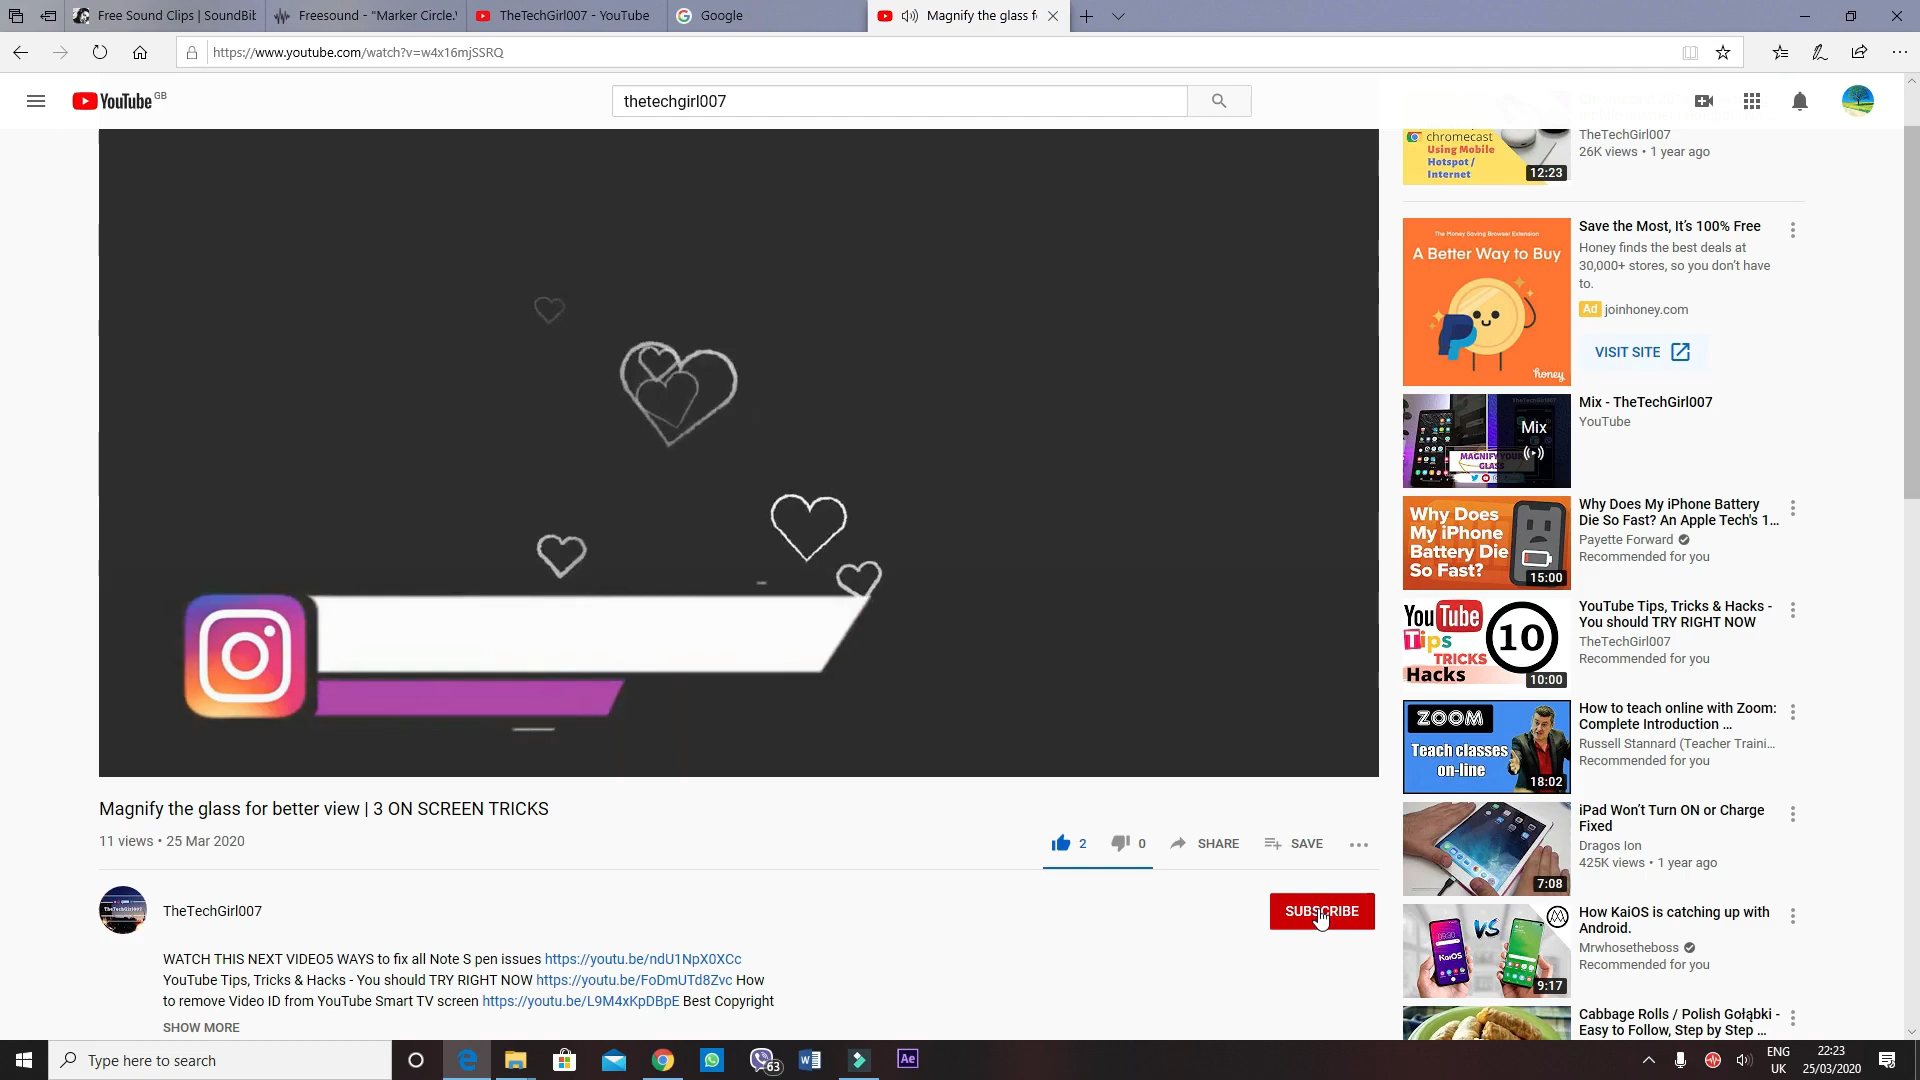 Free Sound Clips | SoundBib
Freesound - "Marker Circle.W
TheTechGirl007 - YouTube
Google
Magnify the glass f
https://www.youtube.com/watch?v=w4x16mjSSRQ
YouTube GB
thetechgirl007
chromecast
Using Mobile
Hotspot /
Internet
12:23
TheTechGirl007
26K views • 1 year ago
The Money Saving Browser Extension
A Better Way to Buy
honey
Save the Most, It's 100% Free
Honey finds the best deals at
30,000+ stores, so you don't have
to.
Ad joinhoney.com
VISIT SITE
MAGNIFY YOUR
GLASS
Mix
Mix - TheTechGirl007
YouTube
Why Does
My iPhone
Battery Die
So Fast?
15:00
Why Does My iPhone Battery
Die So Fast? An Apple Tech's 1...
Payette Forward
Recommended for you
YouTube
Tips
TRICKS
Hacks
10
10:00
YouTube Tips, Tricks & Hacks -
You should TRY RIGHT NOW
TheTechGirl007
Recommended for you
ZOOM
Teach classes
on-line
18:02
How to teach online with Zoom:
Complete Introduction ...
Russell Stannard (Teacher Traini...
Recommended for you
7:08
iPad Won't Turn ON or Charge
Fixed
Dragos Ion
425K views • 1 year ago
KaiOS
VS
9:17
How KaiOS is catching up with
Android.
Mrwhosetheboss
Recommended for you
Cabbage Rolls / Polish Gołąbki -
Easy to Follow, Step by Step ...
Magnify the glass for better view | 3 ON SCREEN TRICKS
11 views • 25 Mar 2020
2
0
SHARE
SAVE
TheTechGirl007
TheTechGirl007
SUBSCRIBE
WATCH THIS NEXT VIDEO5 WAYS to fix all Note S pen issues https://youtu.be/ndU1NpX0XCc
YouTube Tips, Tricks & Hacks - You should TRY RIGHT NOW https://youtu.be/FoDmUTd8Zvc How
to remove Video ID from YouTube Smart TV screen https://youtu.be/L9M4xKpDBpE Best Copyright
SHOW MORE
Type here to search
63
Ae
ENG
UK
22:23
25/03/2020